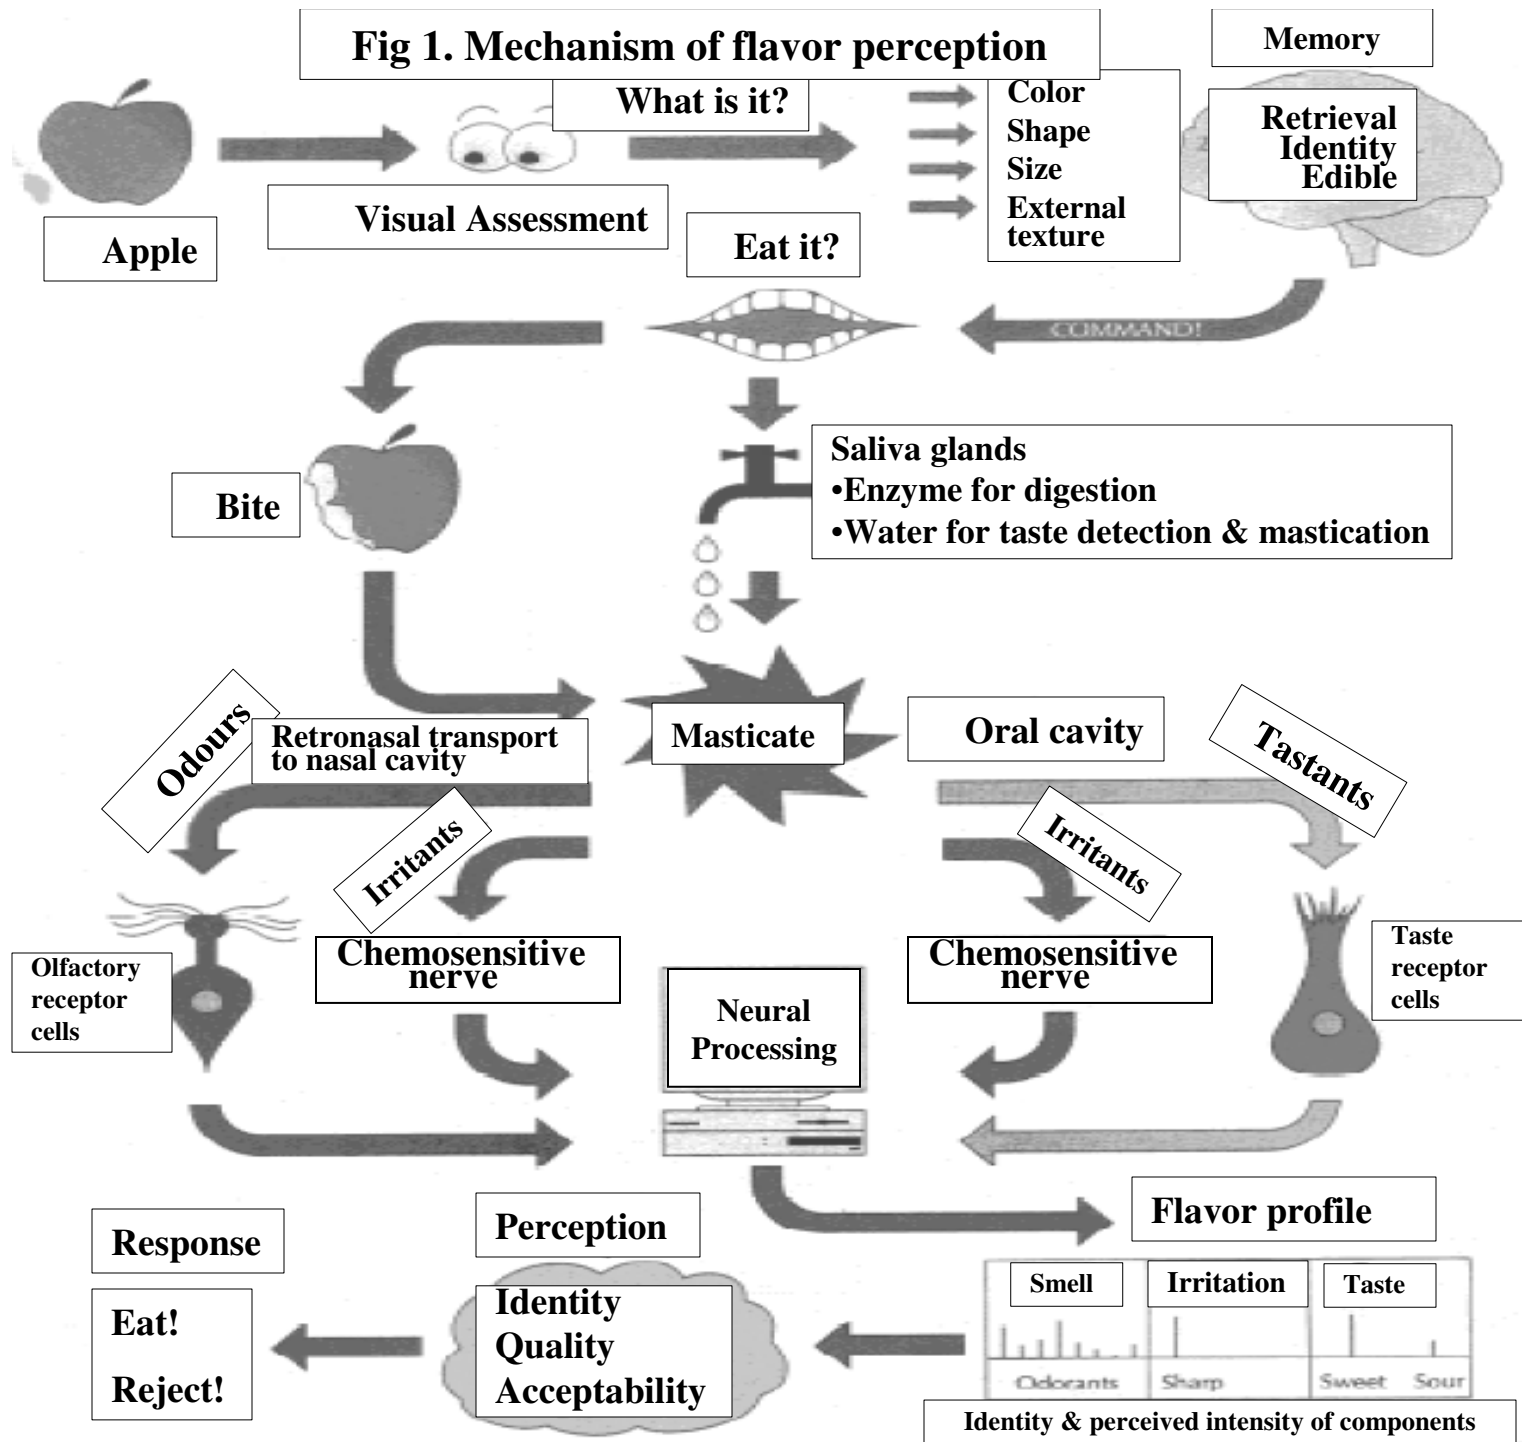 Fig 1. Mechanism of flavor perception
Memory
What is it?
Color
Shape
Size
External
texture
Retrieval
Identity
Edible
Apple
Visual Assessment
Eat it?
COMMAND!
Bite
Saliva glands
•Enzyme for digestion
•Water for taste detection & mastication
Odours
Retronasal transport
to nasal cavity
Masticate
Oral cavity
Tastants
Irritants
Irritants
Olfactory
receptor
cells
Chemosensitive
nerve
Neural
Processing
Chemosensitive
nerve
Taste
receptor
cells
Flavor profile
Smell
Irritation
Taste
Odorants
Sharp
Sweet
Sour
Identity & perceived intensity of components
Perception
Identity
Quality
Acceptability
Response
Eat!
Reject!